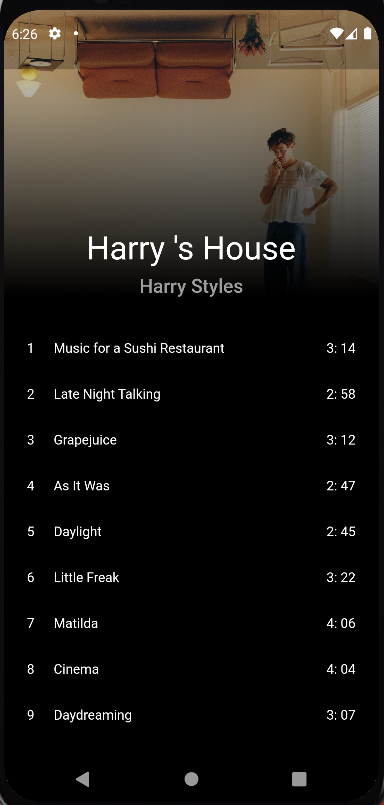 6:26
Harry 's House
Harry Styles
1 Music for a Sushi Restaurant 3: 14
2 Late Night Talking 2: 58
3 Grapejuice 3: 12
4 As It Was 2: 47
5 Daylight 2: 45
6 Little Freak 3: 22
7 Matilda 4: 06
8 Cinema 4: 04
9 Daydreaming 3: 07